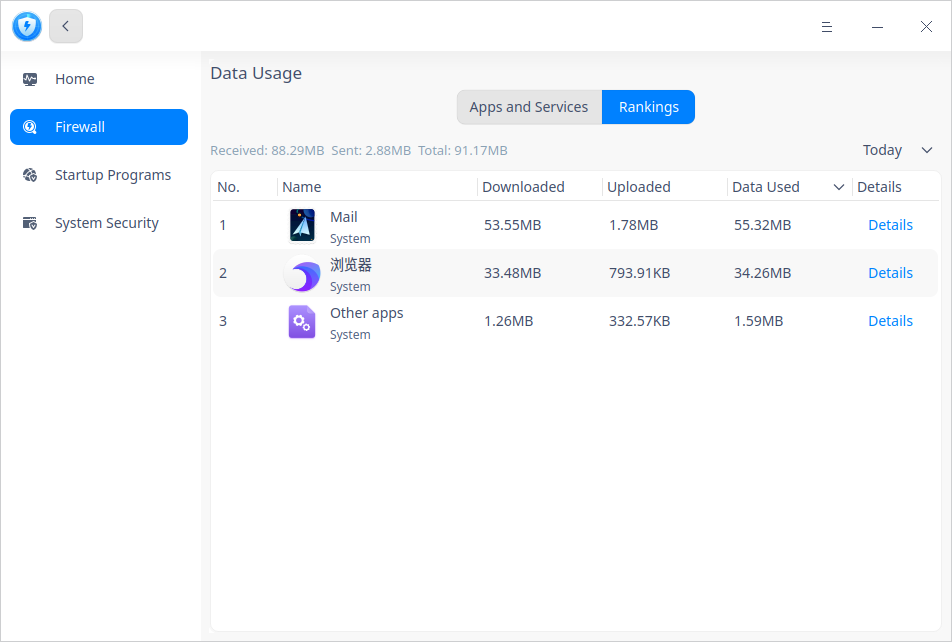 Home
Firewall
Startup Programs
System Security
Data Usage
Apps and Services Rankings
Received: 88.29MB Sent: 2.88MB Total: 91.17MB Today
No. Name Downloaded Uploaded Data Used Details
1 Mail System 53.55MB 1.78MB 55.32MB Details
2 浏览器 System 33.48MB 793.91KB 34.26MB Details
3 Other apps System 1.26MB 332.57KB 1.59MB Details